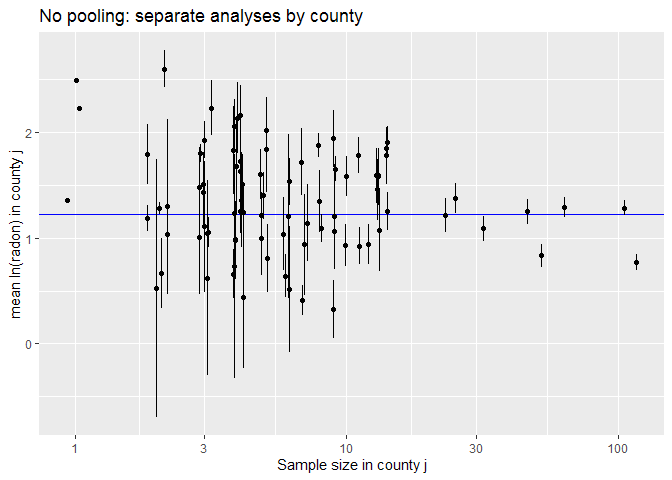 No pooling: separate analyses by county
mean ln(radon) in county j
2
1
0
1
3
10
30
100
Sample size in county j